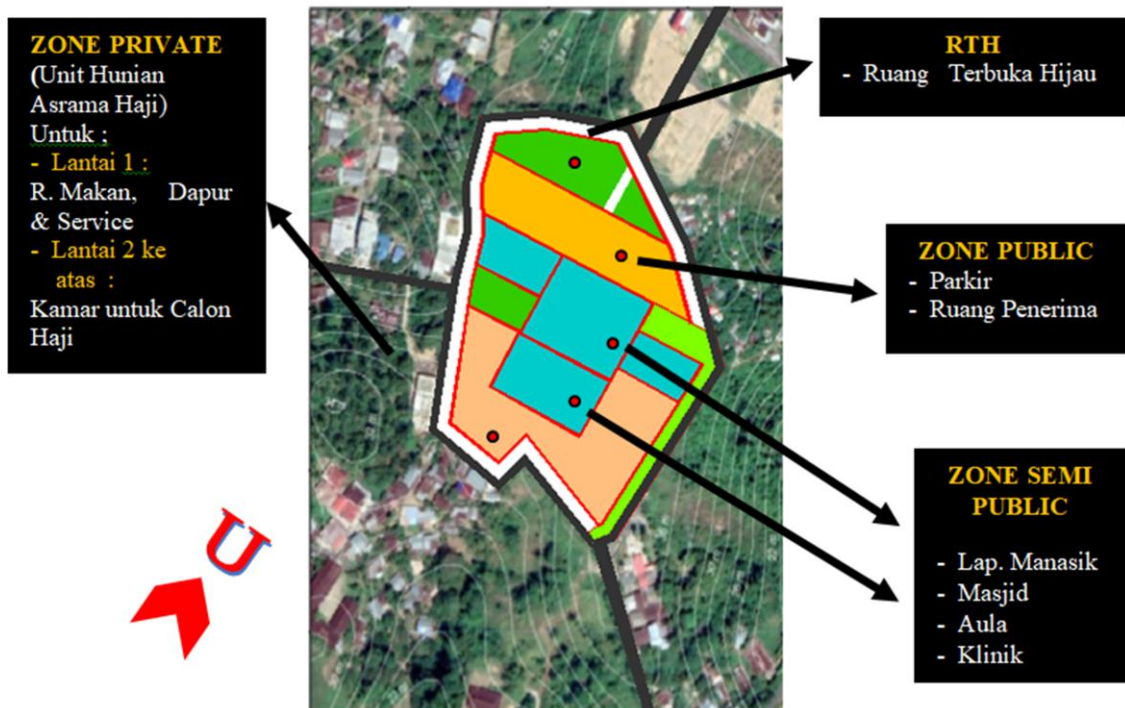 ZONE PRIVATE
(Unit Hunian
Asrama Haji)
Untuk ;
- Lantai 1 :
R. Makan, Dapur
& Service
- Lantai 2 ke
atas :
Kamar untuk Calon
Haji
RTH
- Ruang Terbuka Hijau
ZONE PUBLIC
- Parkir
- Ruang Penerima
ZONE SEMI
PUBLIC
- Lap. Manasik
- Masjid
- Aula
- Klinik
U